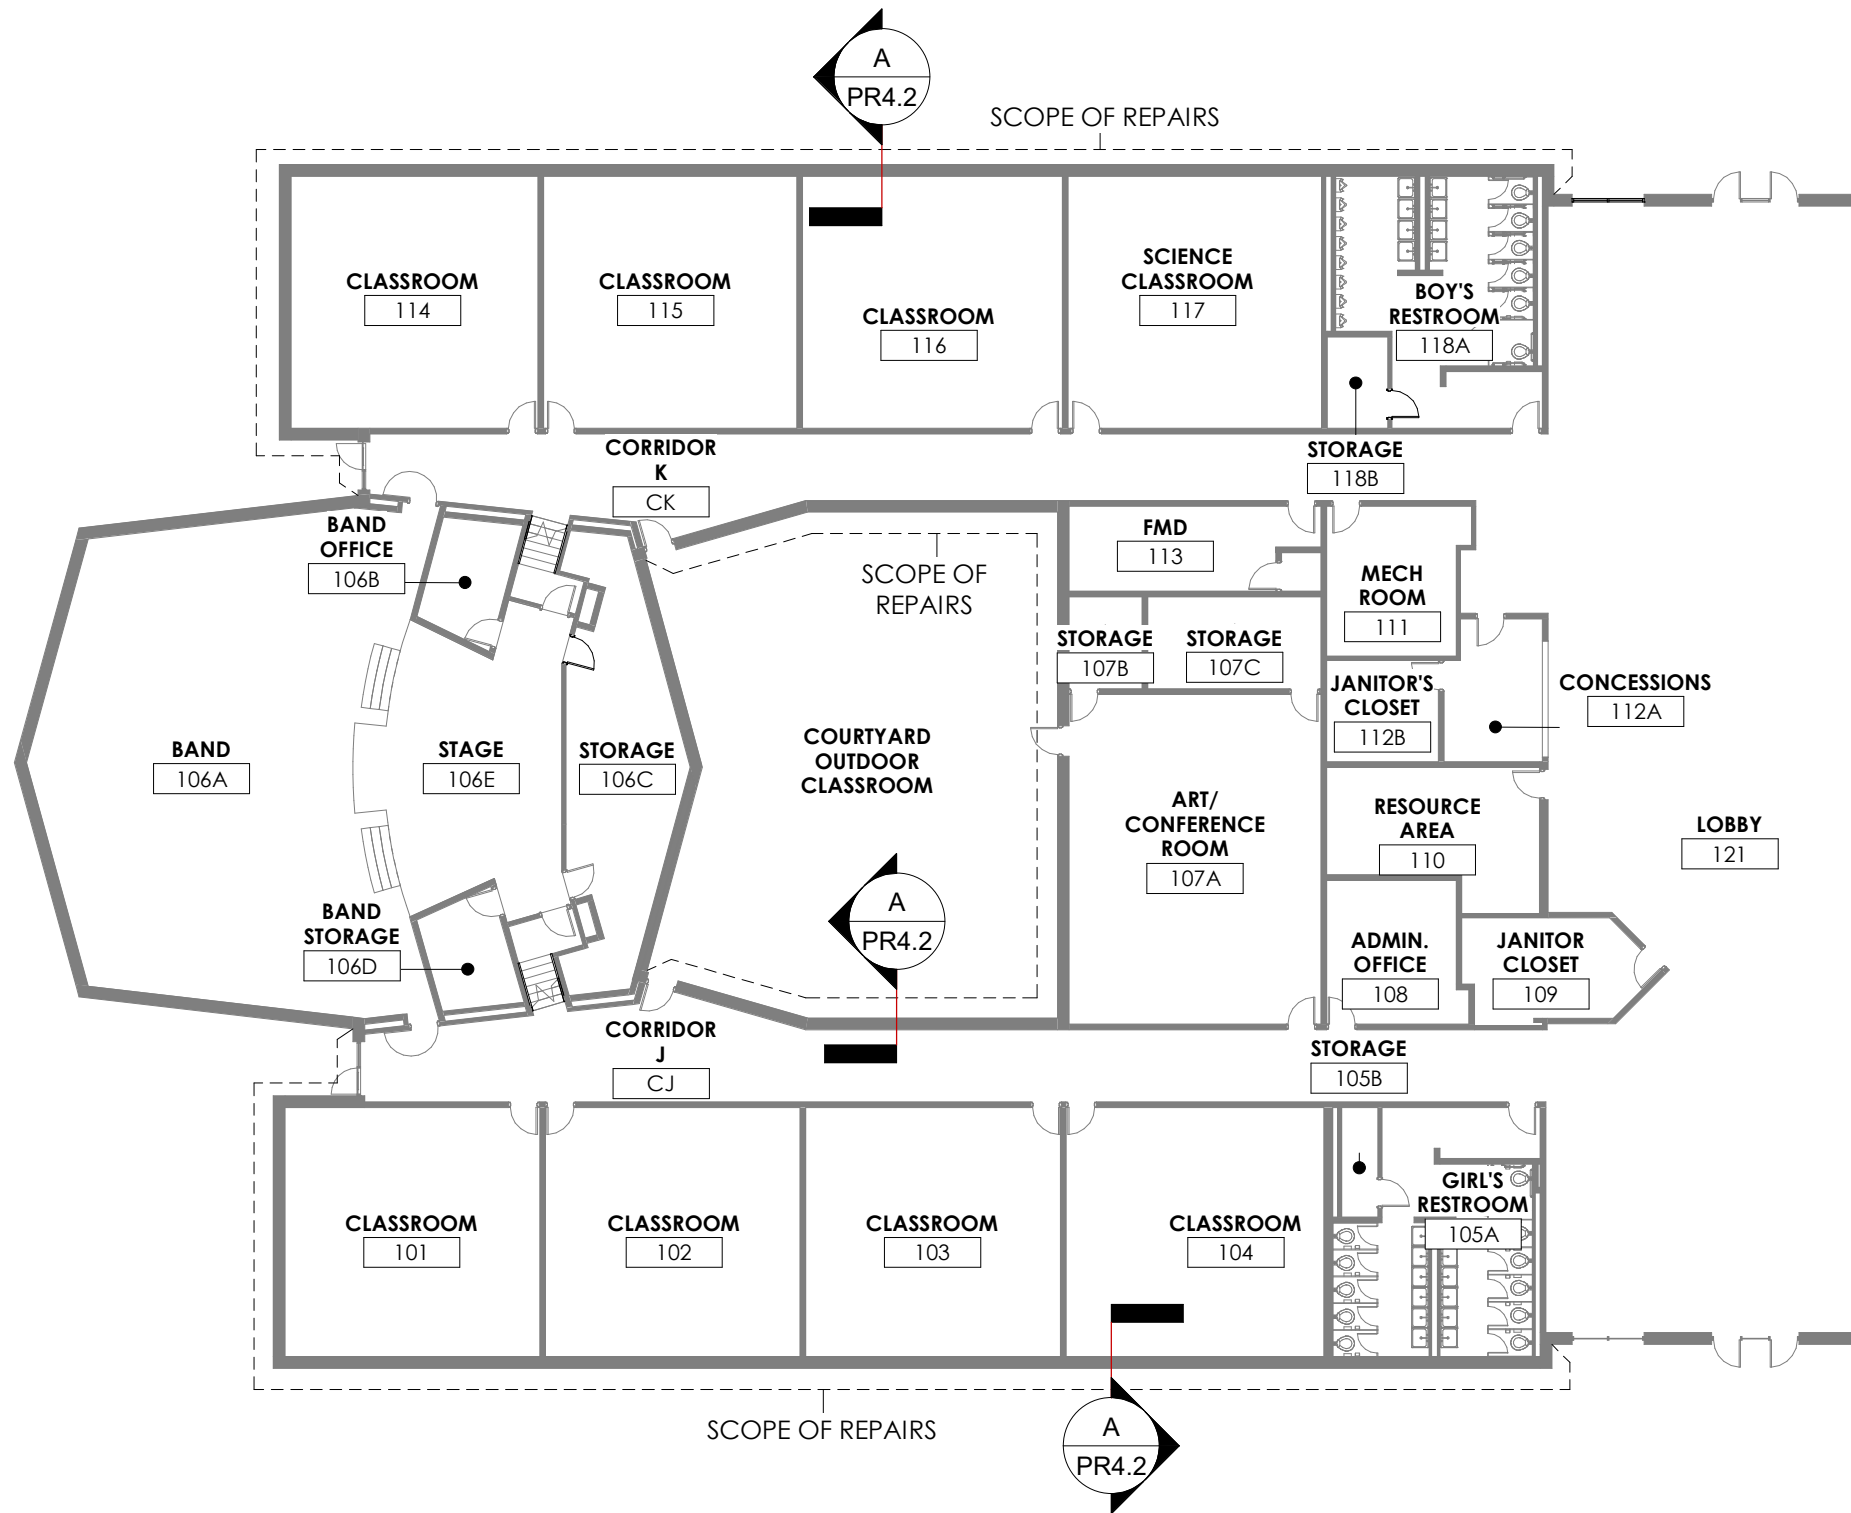 A
PR4.2
SCOPE OF REPAIRS
CLASSROOM
114
CLASSROOM
115
CLASSROOM
116
SCIENCE
CLASSROOM
117
BOY'S
RESTROOM
118A
CORRIDOR
K
CK
STORAGE
118B
BAND
OFFICE
106B
FMD
113
SCOPE OF
REPAIRS
MECH
ROOM
111
STORAGE
107B
STORAGE
107C
JANITOR'S
CLOSET
112B
CONCESSIONS
112A
BAND
106A
STAGE
106E
STORAGE
106C
COURTYARD
OUTDOOR
CLASSROOM
ART/
CONFERENCE
ROOM
107A
RESOURCE
AREA
110
LOBBY
121
A
PR4.2
BAND
STORAGE
106D
ADMIN.
OFFICE
108
JANITOR
CLOSET
109
CORRIDOR
J
CJ
STORAGE
105B
CLASSROOM
101
CLASSROOM
102
CLASSROOM
103
CLASSROOM
104
GIRL'S
RESTROOM
105A
SCOPE OF REPAIRS
A
PR4.2